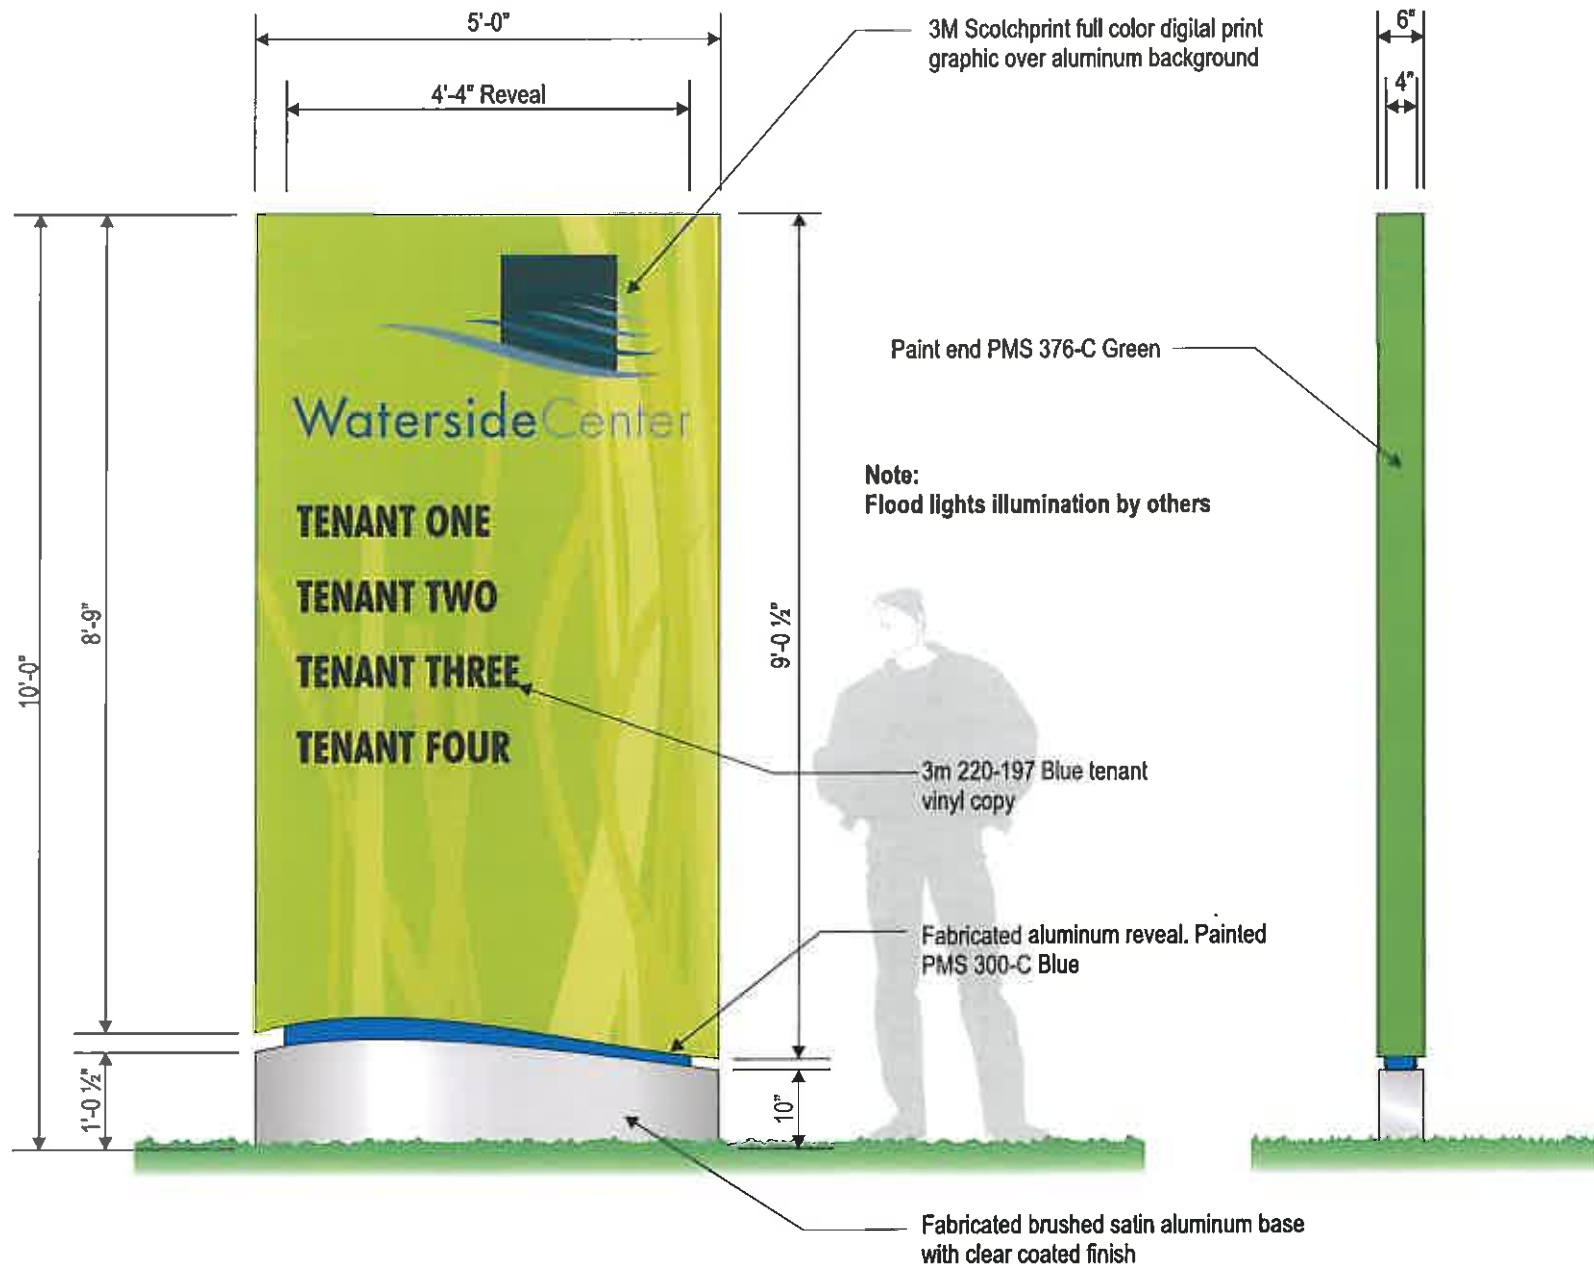 5'-0"
4'-4" Reveal
3M Scotchprint full color digital print
graphic over aluminum background
6"
4"
WatersideCenter
Paint end PMS 376-C Green
Note:
Flood lights illumination by others
TENANT ONE
TENANT TWO
TENANT THREE
TENANT FOUR
10'-0"
8'-9"
9'-0 ½"
3m 220-197 Blue tenant
vinyl copy
Fabricated aluminum reveal. Painted
PMS 300-C Blue
1'-0 ½"
10"
Fabricated brushed satin aluminum base
with clear coated finish